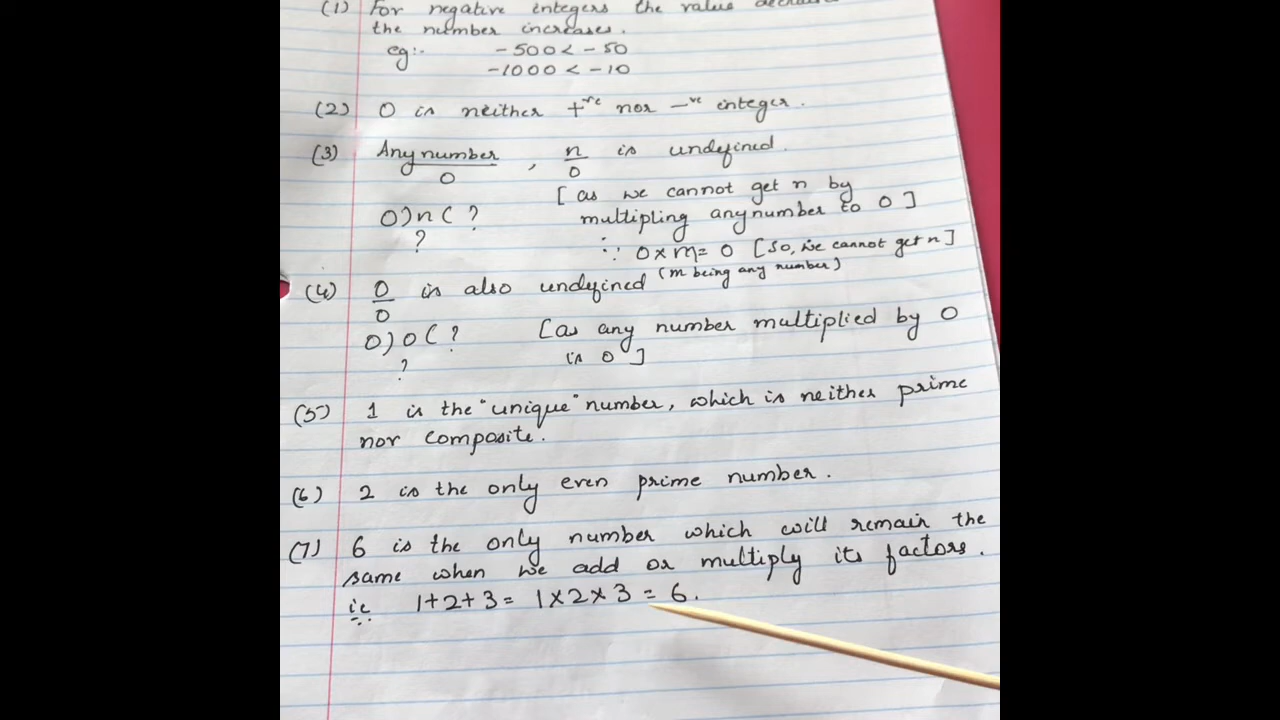 (1) For negative integers the value
the number increases.
eg:- -500 < -50
-1000 < -10
(2) 0 is neither +ve nor -ve integer.
(3) Any number/0 , n/0 is undefined.
[as we cannot get n by
0)n( ? multipling any number to 0]
?
∵ 0×m=0 [So, we cannot get n]
(m being any number)
(4) 0/0 is also undefined
0)0( ? [as any number multiplied by 0
? is 0]
(5) 1 is the "unique" number, which is neither prime
nor composite.
(6) 2 is the only even prime number.
(7) 6 is the only number which will remain the
same when we add or multiply its factors.
ie 1+2+3 = 1×2×3 = 6.